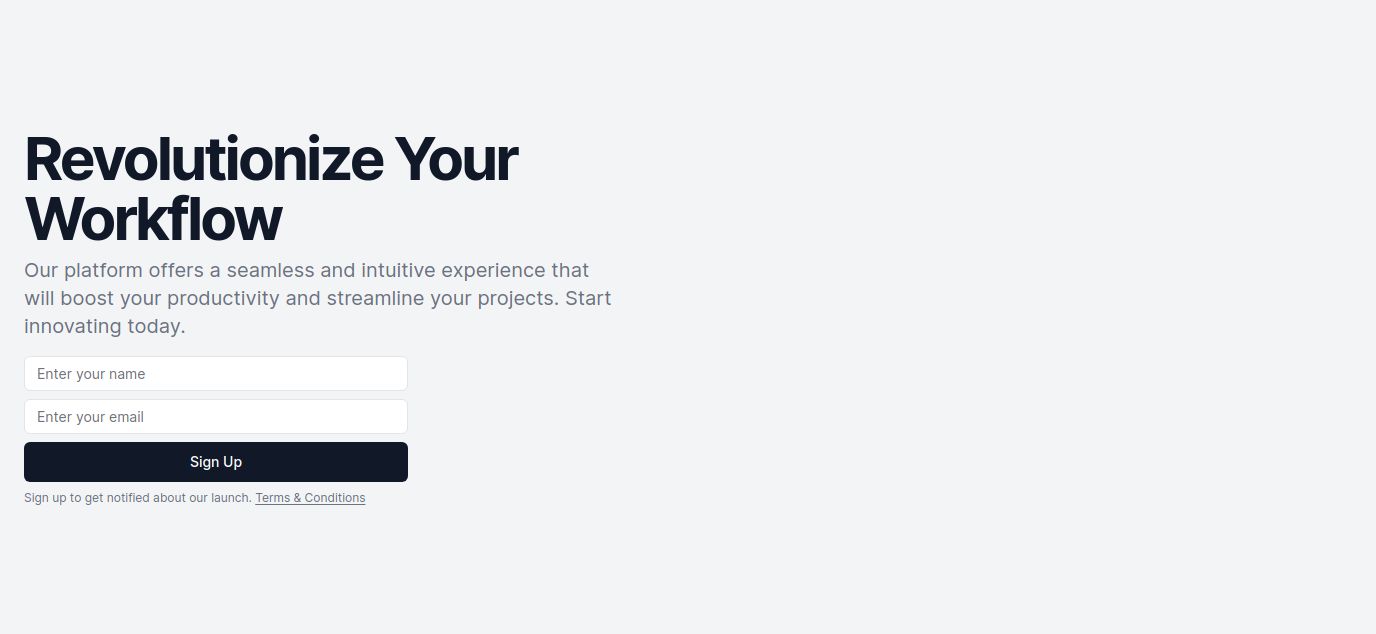 Revolutionize Your
Workflow
Our platform offers a seamless and intuitive experience that
will boost your productivity and streamline your projects. Start
innovating today.
Enter your name
Enter your email
Sign Up
Sign up to get notified about our launch. Terms & Conditions